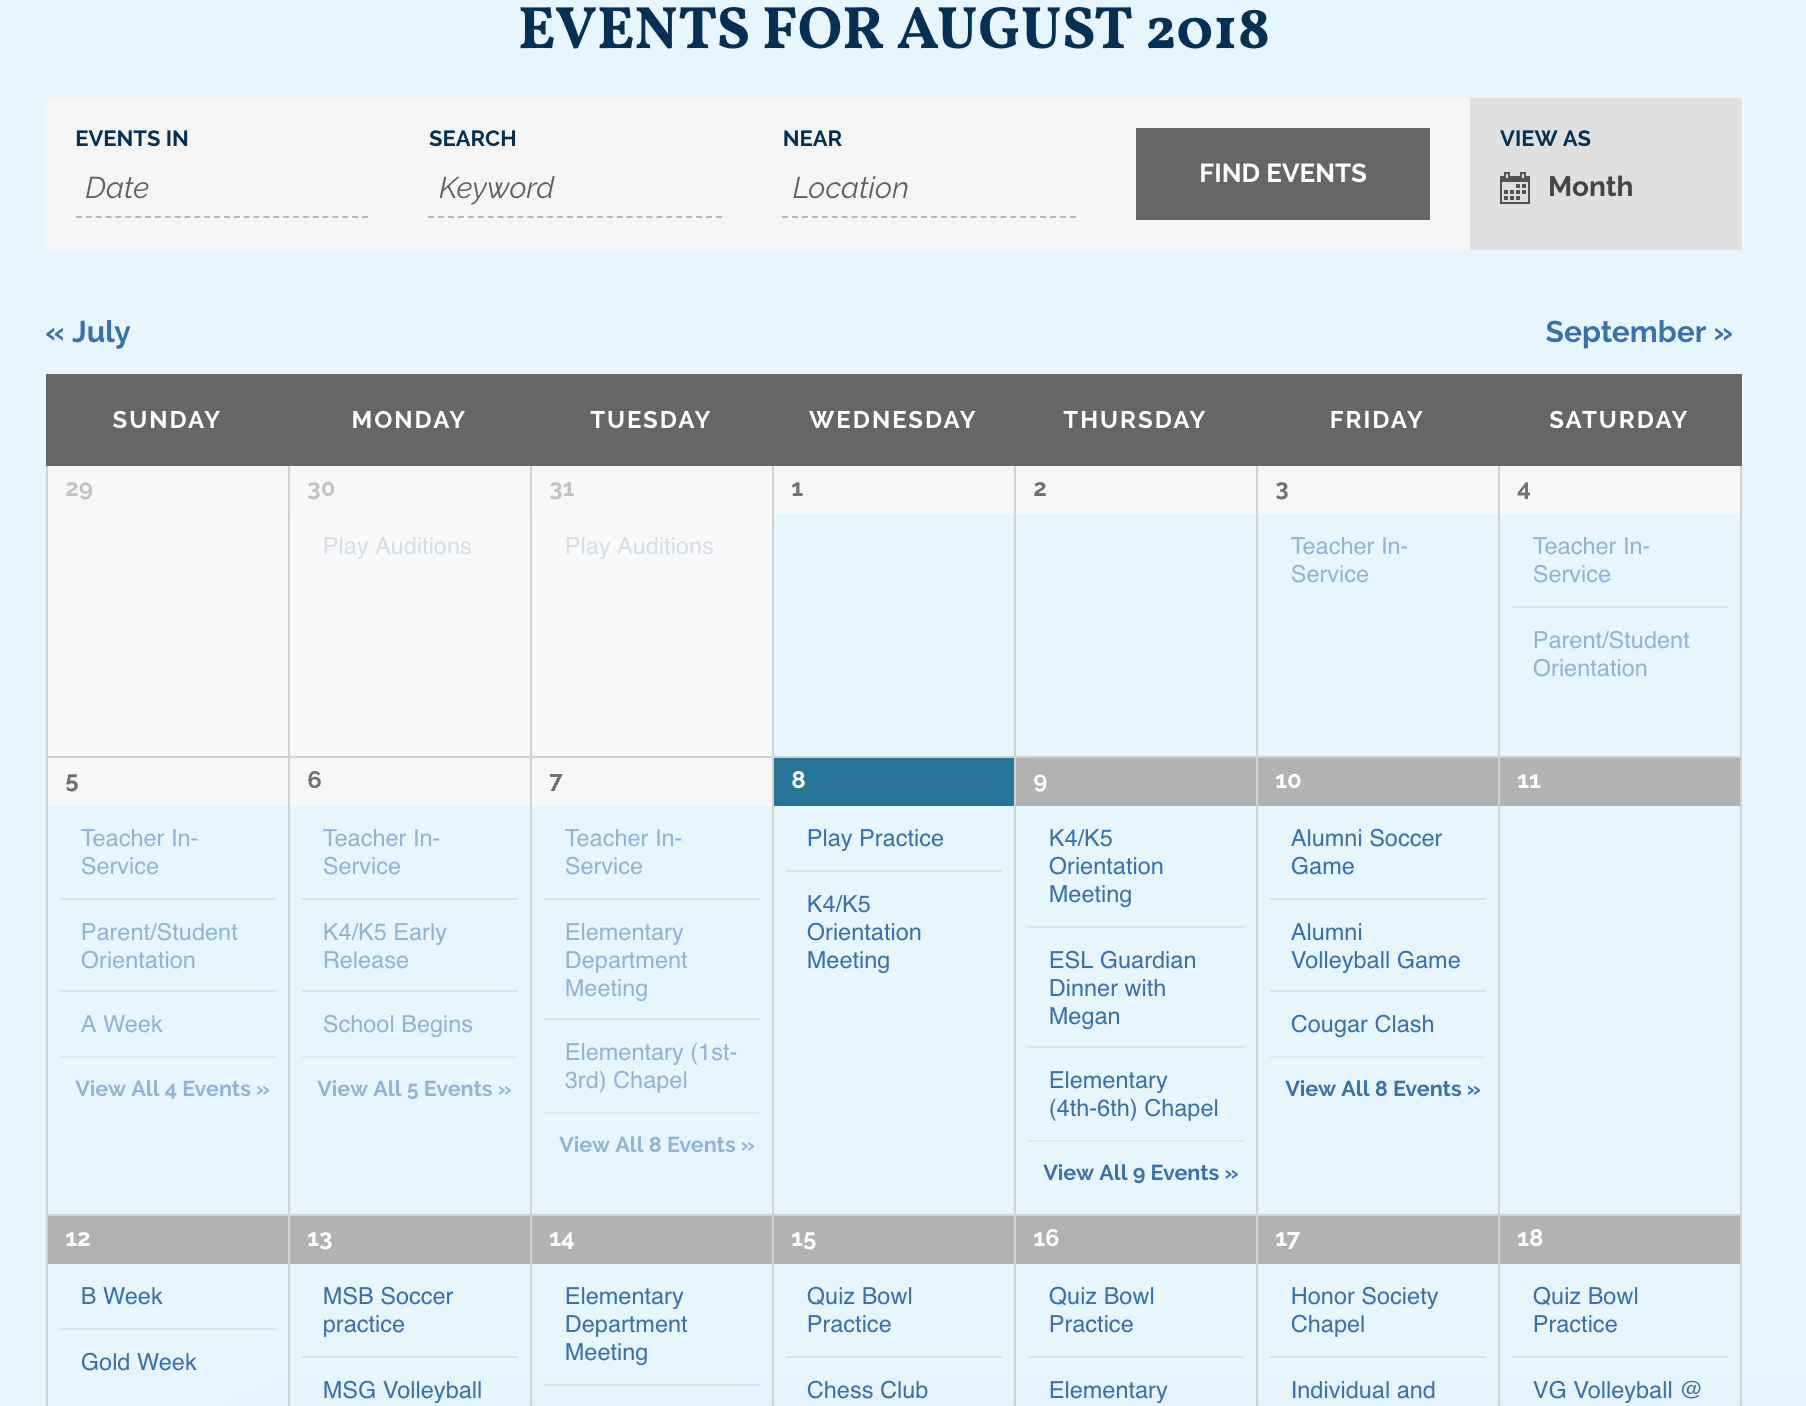 EVENTS FOR AUGUST 2018
EVENTS IN
Date
SEARCH
Keyword
NEAR
Location
FIND EVENTS
VIEW AS
Month
« July
September »
SUNDAY MONDAY TUESDAY WEDNESDAY THURSDAY FRIDAY SATURDAY
29
30
Play Auditions
31
Play Auditions
1
2
3
Teacher In-
Service
4
Teacher In-
Service
Parent/Student
Orientation
5
Teacher In-
Service
Parent/Student
Orientation
A Week
View All 4 Events »
6
Teacher In-
Service
K4/K5 Early
Release
School Begins
View All 5 Events »
7
Teacher In-
Service
Elementary
Department
Meeting
Elementary (1st-
3rd) Chapel
View All 8 Events »
8
Play Practice
K4/K5
Orientation
Meeting
9
K4/K5
Orientation
Meeting
ESL Guardian
Dinner with
Megan
Elementary
(4th-6th) Chapel
View All 9 Events »
10
Alumni Soccer
Game
Alumni
Volleyball Game
Cougar Clash
View All 8 Events »
11
12
B Week
Gold Week
13
MSB Soccer
practice
MSG Volleyball
14
Elementary
Department
Meeting
15
Quiz Bowl
Practice
Chess Club
16
Quiz Bowl
Practice
Elementary
17
Honor Society
Chapel
Individual and
18
Quiz Bowl
Practice
VG Volleyball @